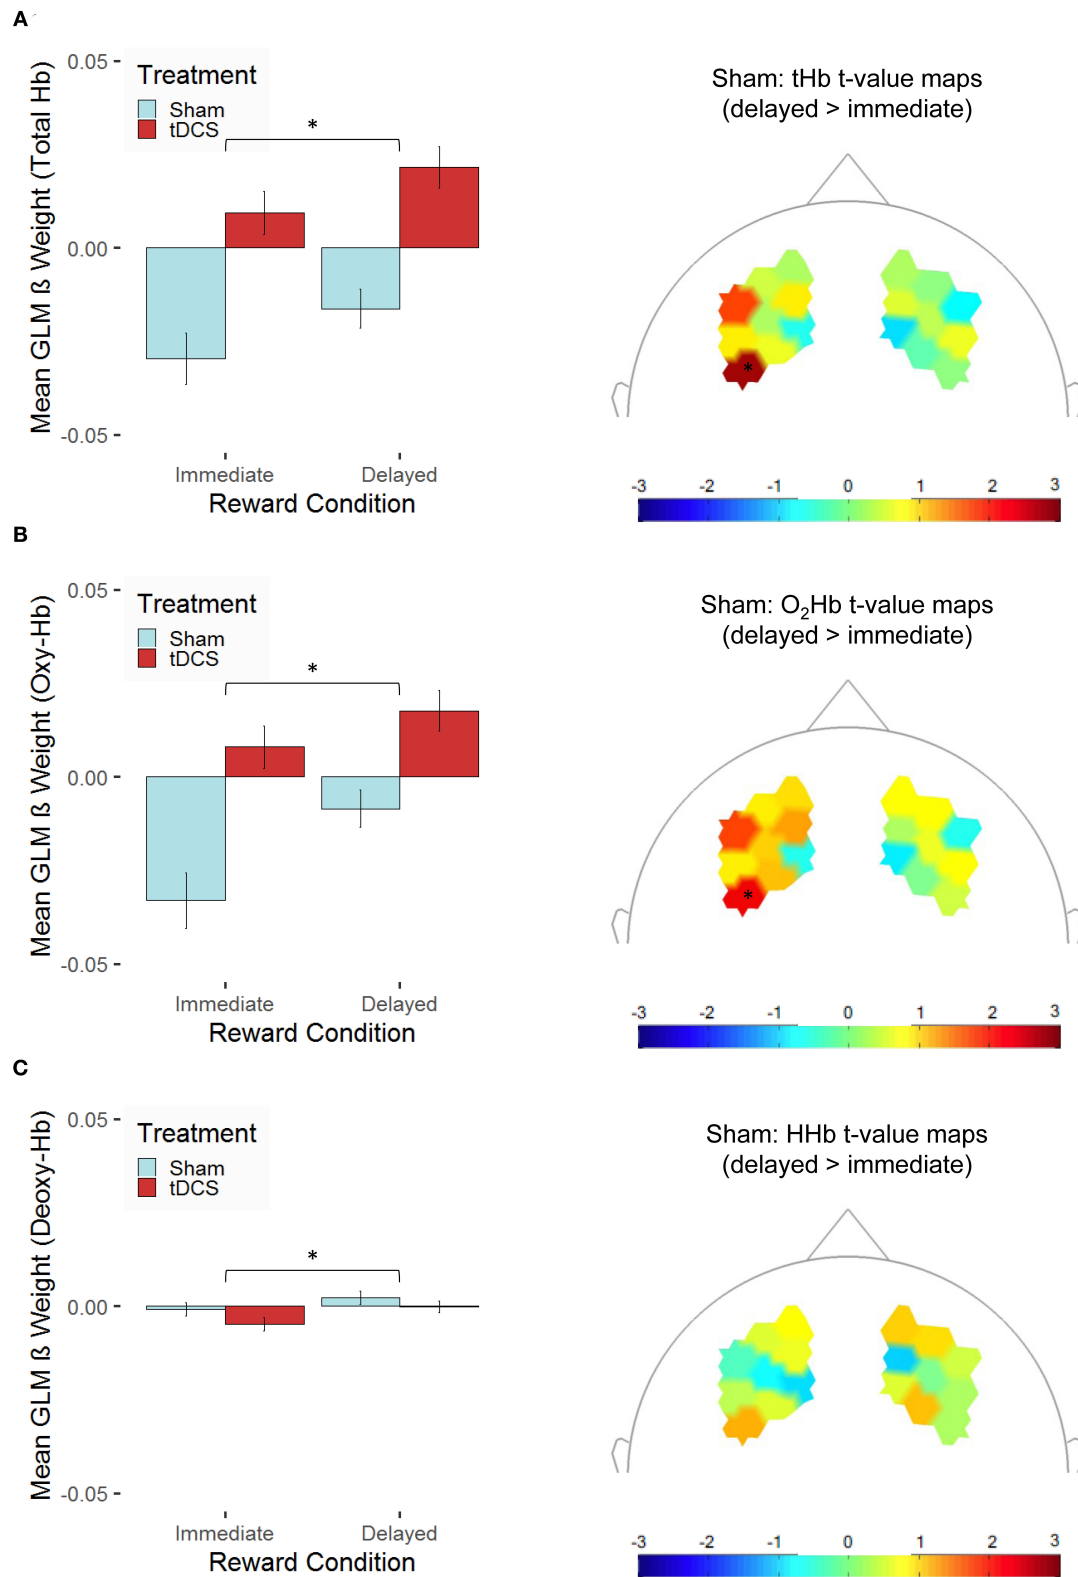 A
Mean GLM ß Weight (Total Hb)
0.05
0.00
-0.05
Treatment
Sham
tDCS
*
Immediate
Delayed
Reward Condition
Sham: tHb t-value maps
(delayed > immediate)
*
-3 -2 -1 0 1 2 3
B
Mean GLM ß Weight (Oxy-Hb)
0.05
0.00
-0.05
Treatment
Sham
tDCS
*
Immediate
Delayed
Reward Condition
Sham: O₂Hb t-value maps
(delayed > immediate)
*
-3 -2 -1 0 1 2 3
C
Mean GLM ß Weight (Deoxy-Hb)
0.05
0.00
-0.05
Treatment
Sham
tDCS
*
Immediate
Delayed
Reward Condition
Sham: HHb t-value maps
(delayed > immediate)
-3 -2 -1 0 1 2 3